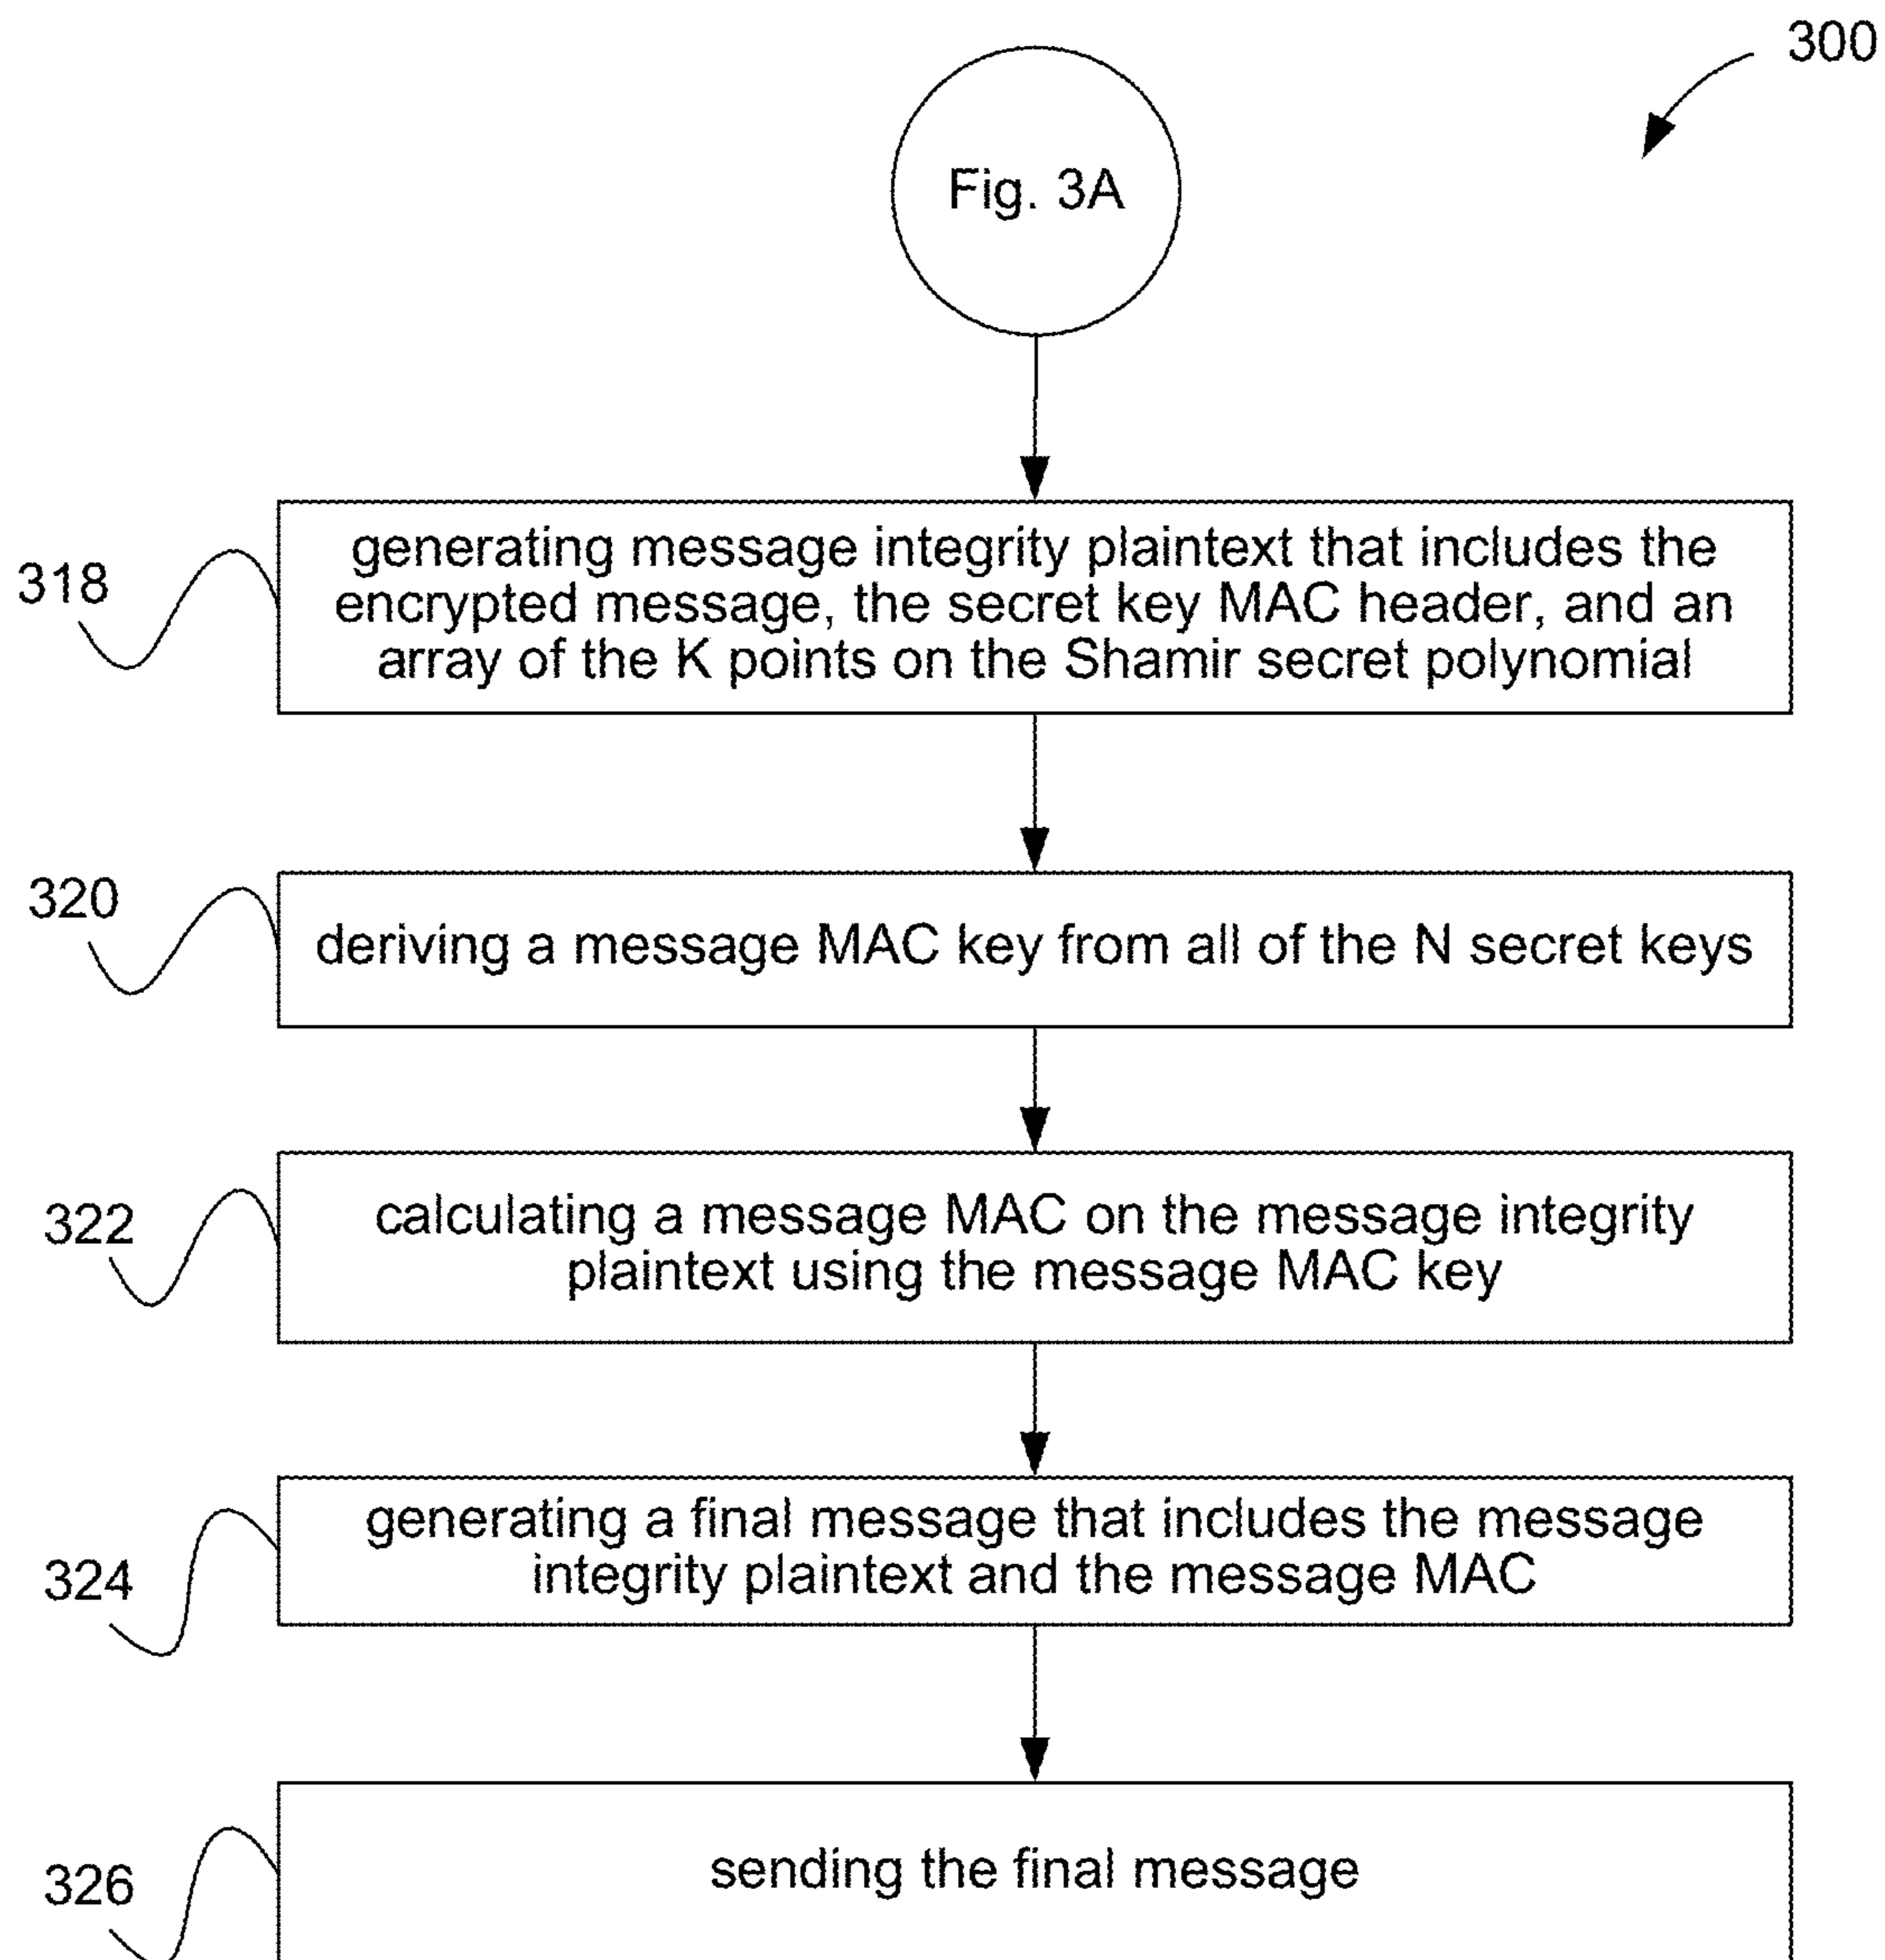 300
Fig. 3A
318
generating message integrity plaintext that includes the
encrypted message, the secret key MAC header, and an
array of the K points on the Shamir secret polynomial
320
deriving a message MAC key from all of the N secret keys
322
calculating a message MAC on the message integrity
plaintext using the message MAC key
324
generating a final message that includes the message
integrity plaintext and the message MAC
326
sending the final message